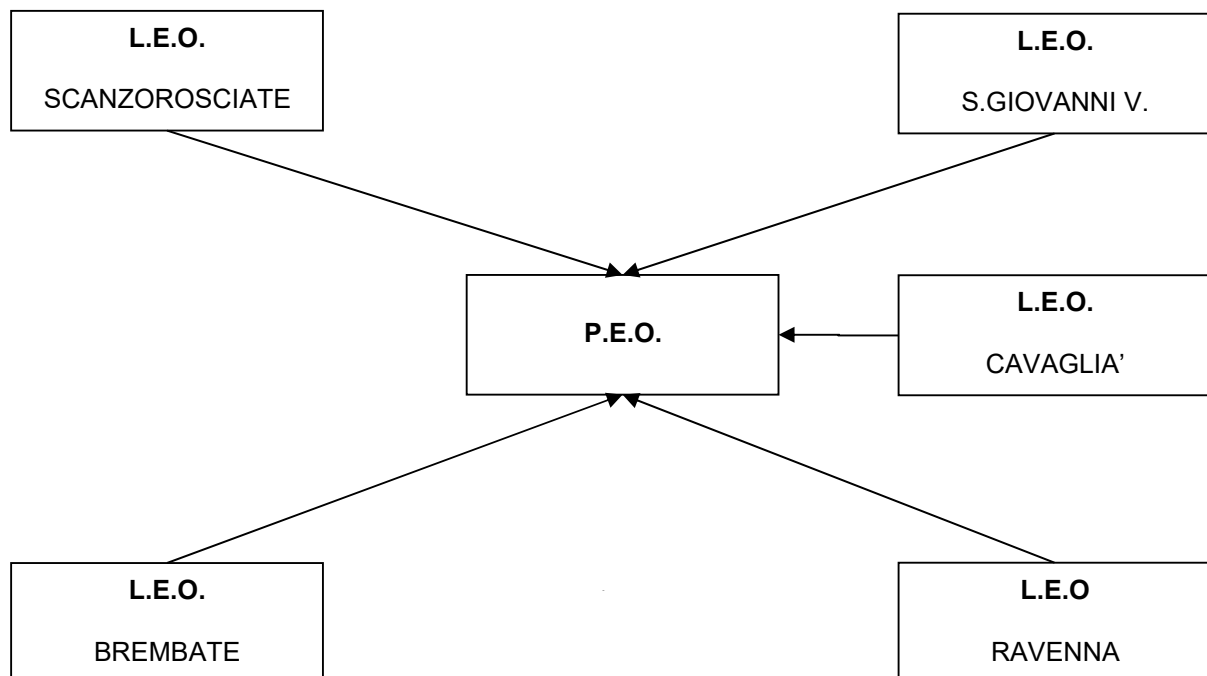 L.E.O.
SCANZOROSCIATE
L.E.O.
S.GIOVANNI V.
P.E.O.
L.E.O.
CAVAGLIA’
L.E.O.
BREMBATE
L.E.O
RAVENNA